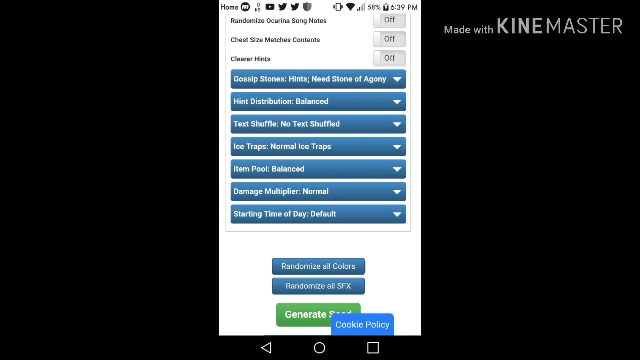 Home
58% 6:39 PM
Made with KINEMASTER
Randomize Ocarina Song Notes Off
Chest Size Matches Contents Off
Clearer Hints Off
Gossip Stones: Hints; Need Stone of Agony
Hint Distribution: Balanced
Text Shuffle: No Text Shuffled
Ice Traps: Normal Ice Traps
Item Pool: Balanced
Damage Multiplier: Normal
Starting Time of Day: Default
Randomize all Colors
Randomize all SFX
Generate
Cookie Policy